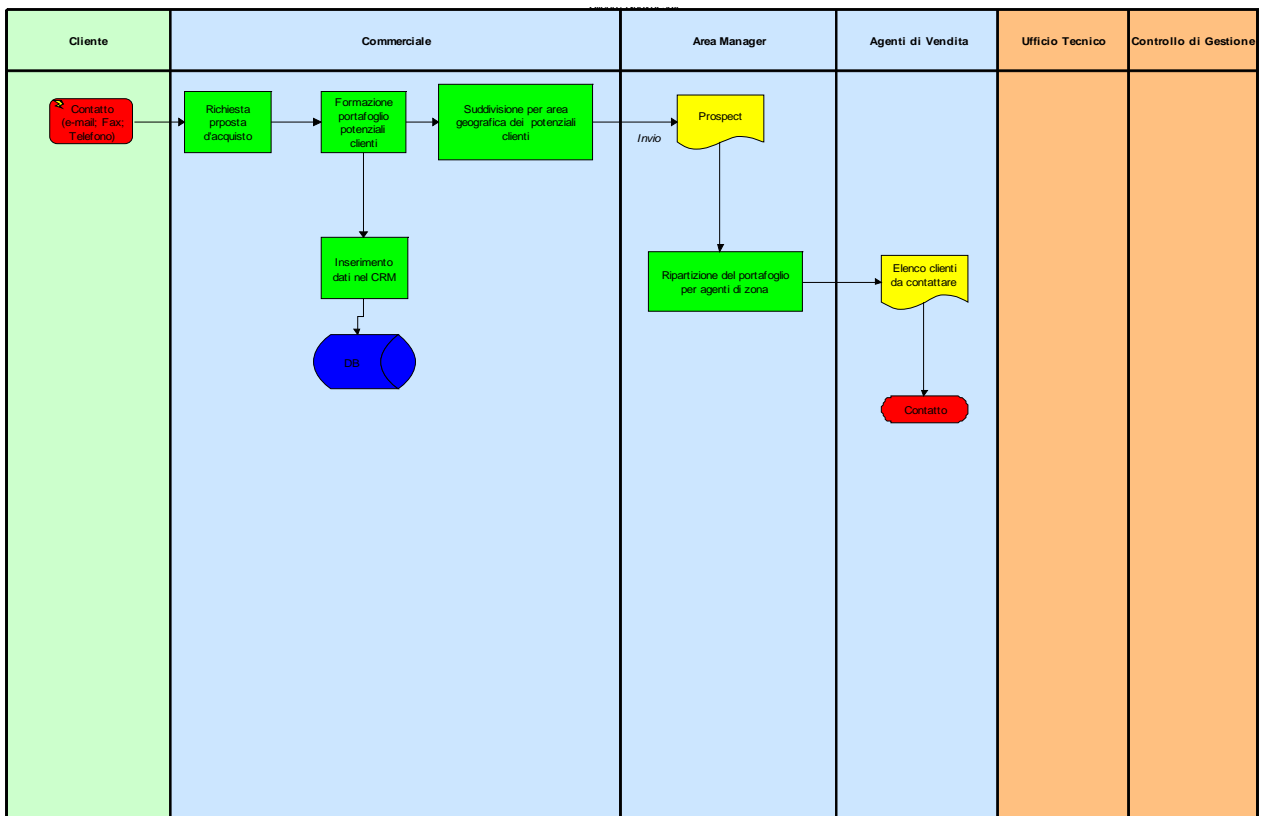 Cliente
Commerciale
Area Manager
Agenti di Vendita
Ufficio Tecnico
Controllo di Gestione
Contatto
(e-mail; Fax;
Telefono)
Richiesta
prposta
d'acquisto
Formazione
portafoglio
potenziali
clienti
Suddivisione per area
geografica dei potenziali
clienti
Invio
Prospect
Inserimento
dati nel CRM
Ripartizione del portafoglio
per agenti di zona
Elenco clienti
da contattare
DB
Contatto